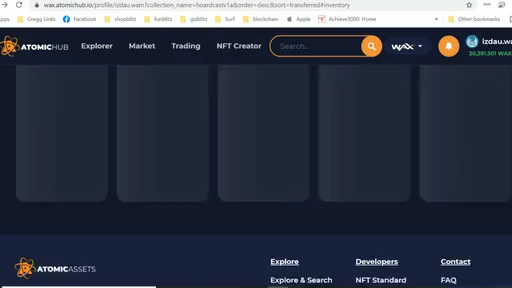 wax.atomichub.io/profile/izdau.wam?collection_name=hoardcastv1a&order=desc&sort=transferred#inventory
Apps Gregg Links Facebook shopblitz funblitz gizblitz Surf blockchain Apple Achieve3000: Home Other bookmarks
ATOMICHUB Explorer Market Trading NFT Creator Search... WAX izdau.wa
20,391.501 WAX
Explore Developers Contact
ATOMICASSETS
Explore & Search NFT Standard FAQ